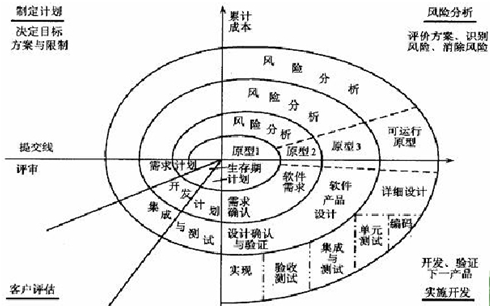 制定计划
决定目标
方案与限制
累计
成本
风险分析
评价方案、识别
风险、消除风险
风险分析
风险分析
风险分析
可运行
原型
原型1
原型2
原型3
提交线
评审
需求计划
生存期
计划
软件
需求
开发计划
需求
确认
软件
产品
设计
详细设计
集成与测试
设计确认
与验证
实现
验收
测试
集成
与
测试
单元
测试
编码
开发、验证
下一产品
实施开发
客户评估